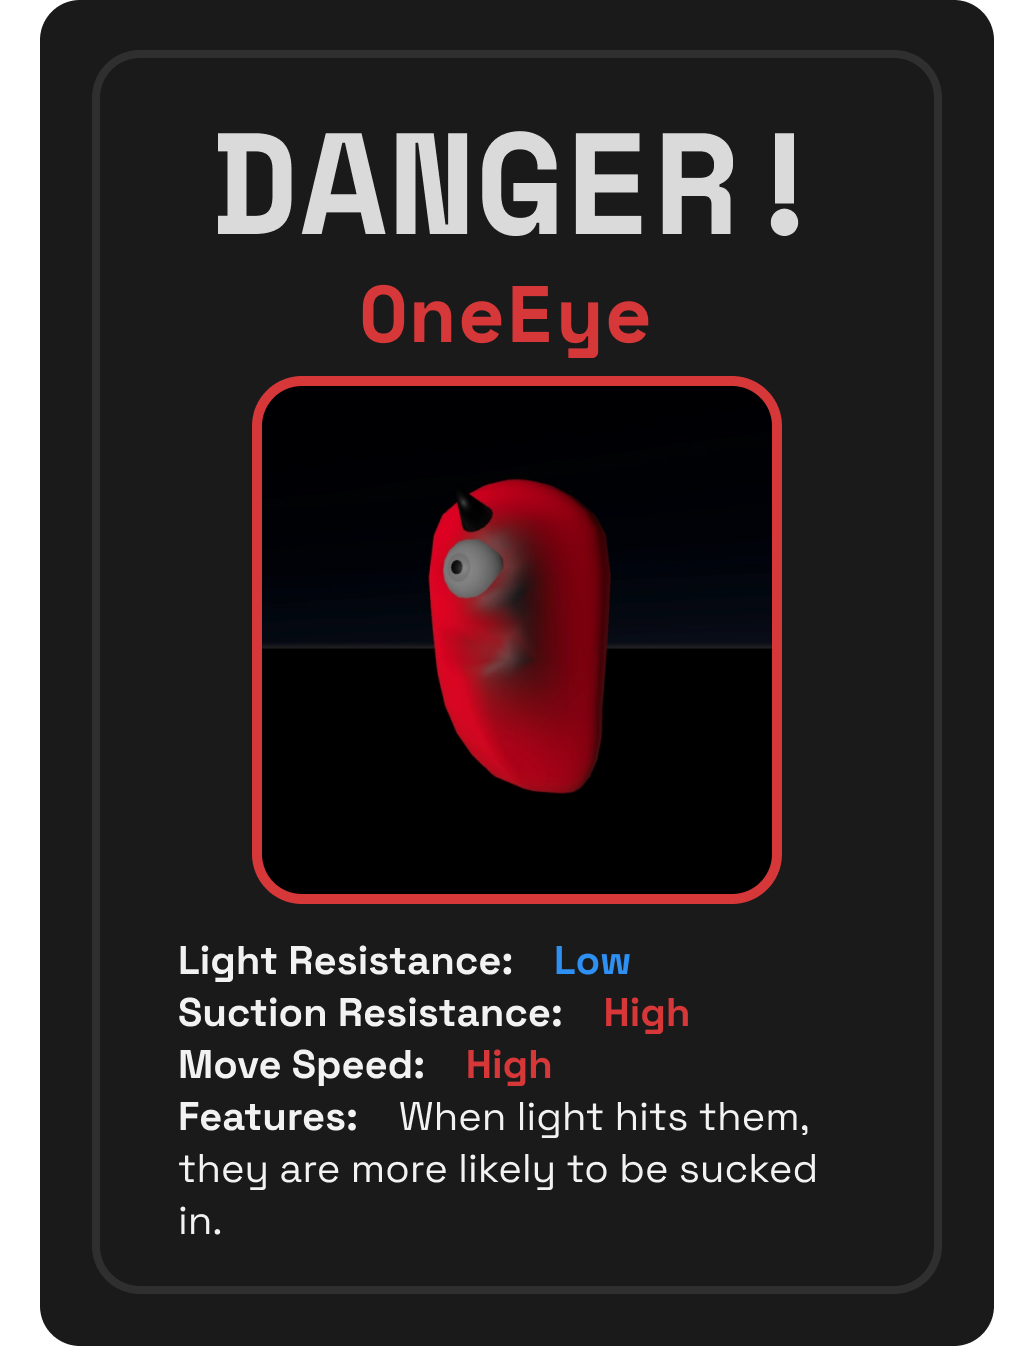 DANGER!
OneEye
Light Resistance: Low
Suction Resistance: High
Move Speed: High
Features: When light hits them,
they are more likely to be sucked
in.